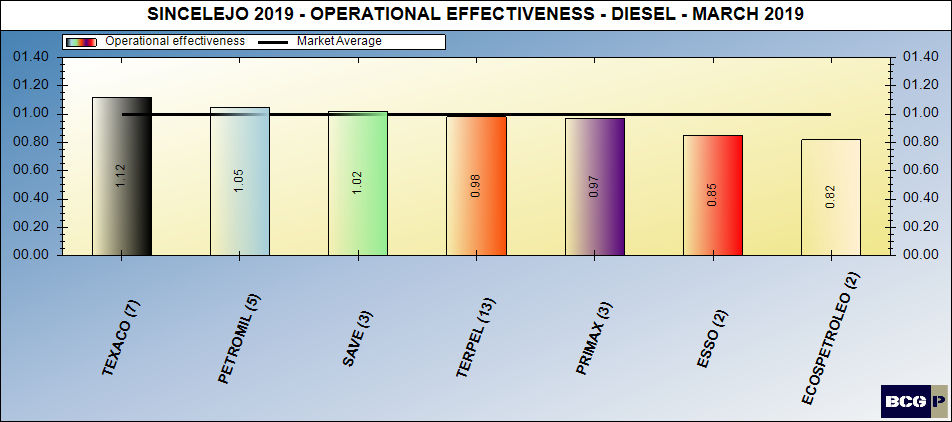 SINCELEJO 2019 - OPERATIONAL EFFECTIVENESS - DIESEL - MARCH 2019
Operational effectiveness Market Average
01.40 01.40
01.20 01.20
01.00 01.00
00.80 00.80
00.60 00.60
00.40 00.40
00.20 00.20
00.00 00.00
1.12 1.05 1.02 0.98 0.97 0.85 0.82
TEXACO (7)
PETROMIL (5)
SAVE (3)
TERPEL (13)
PRIMAX (3)
ESSO (2)
ECOSPETROLEO (2)
BCG P